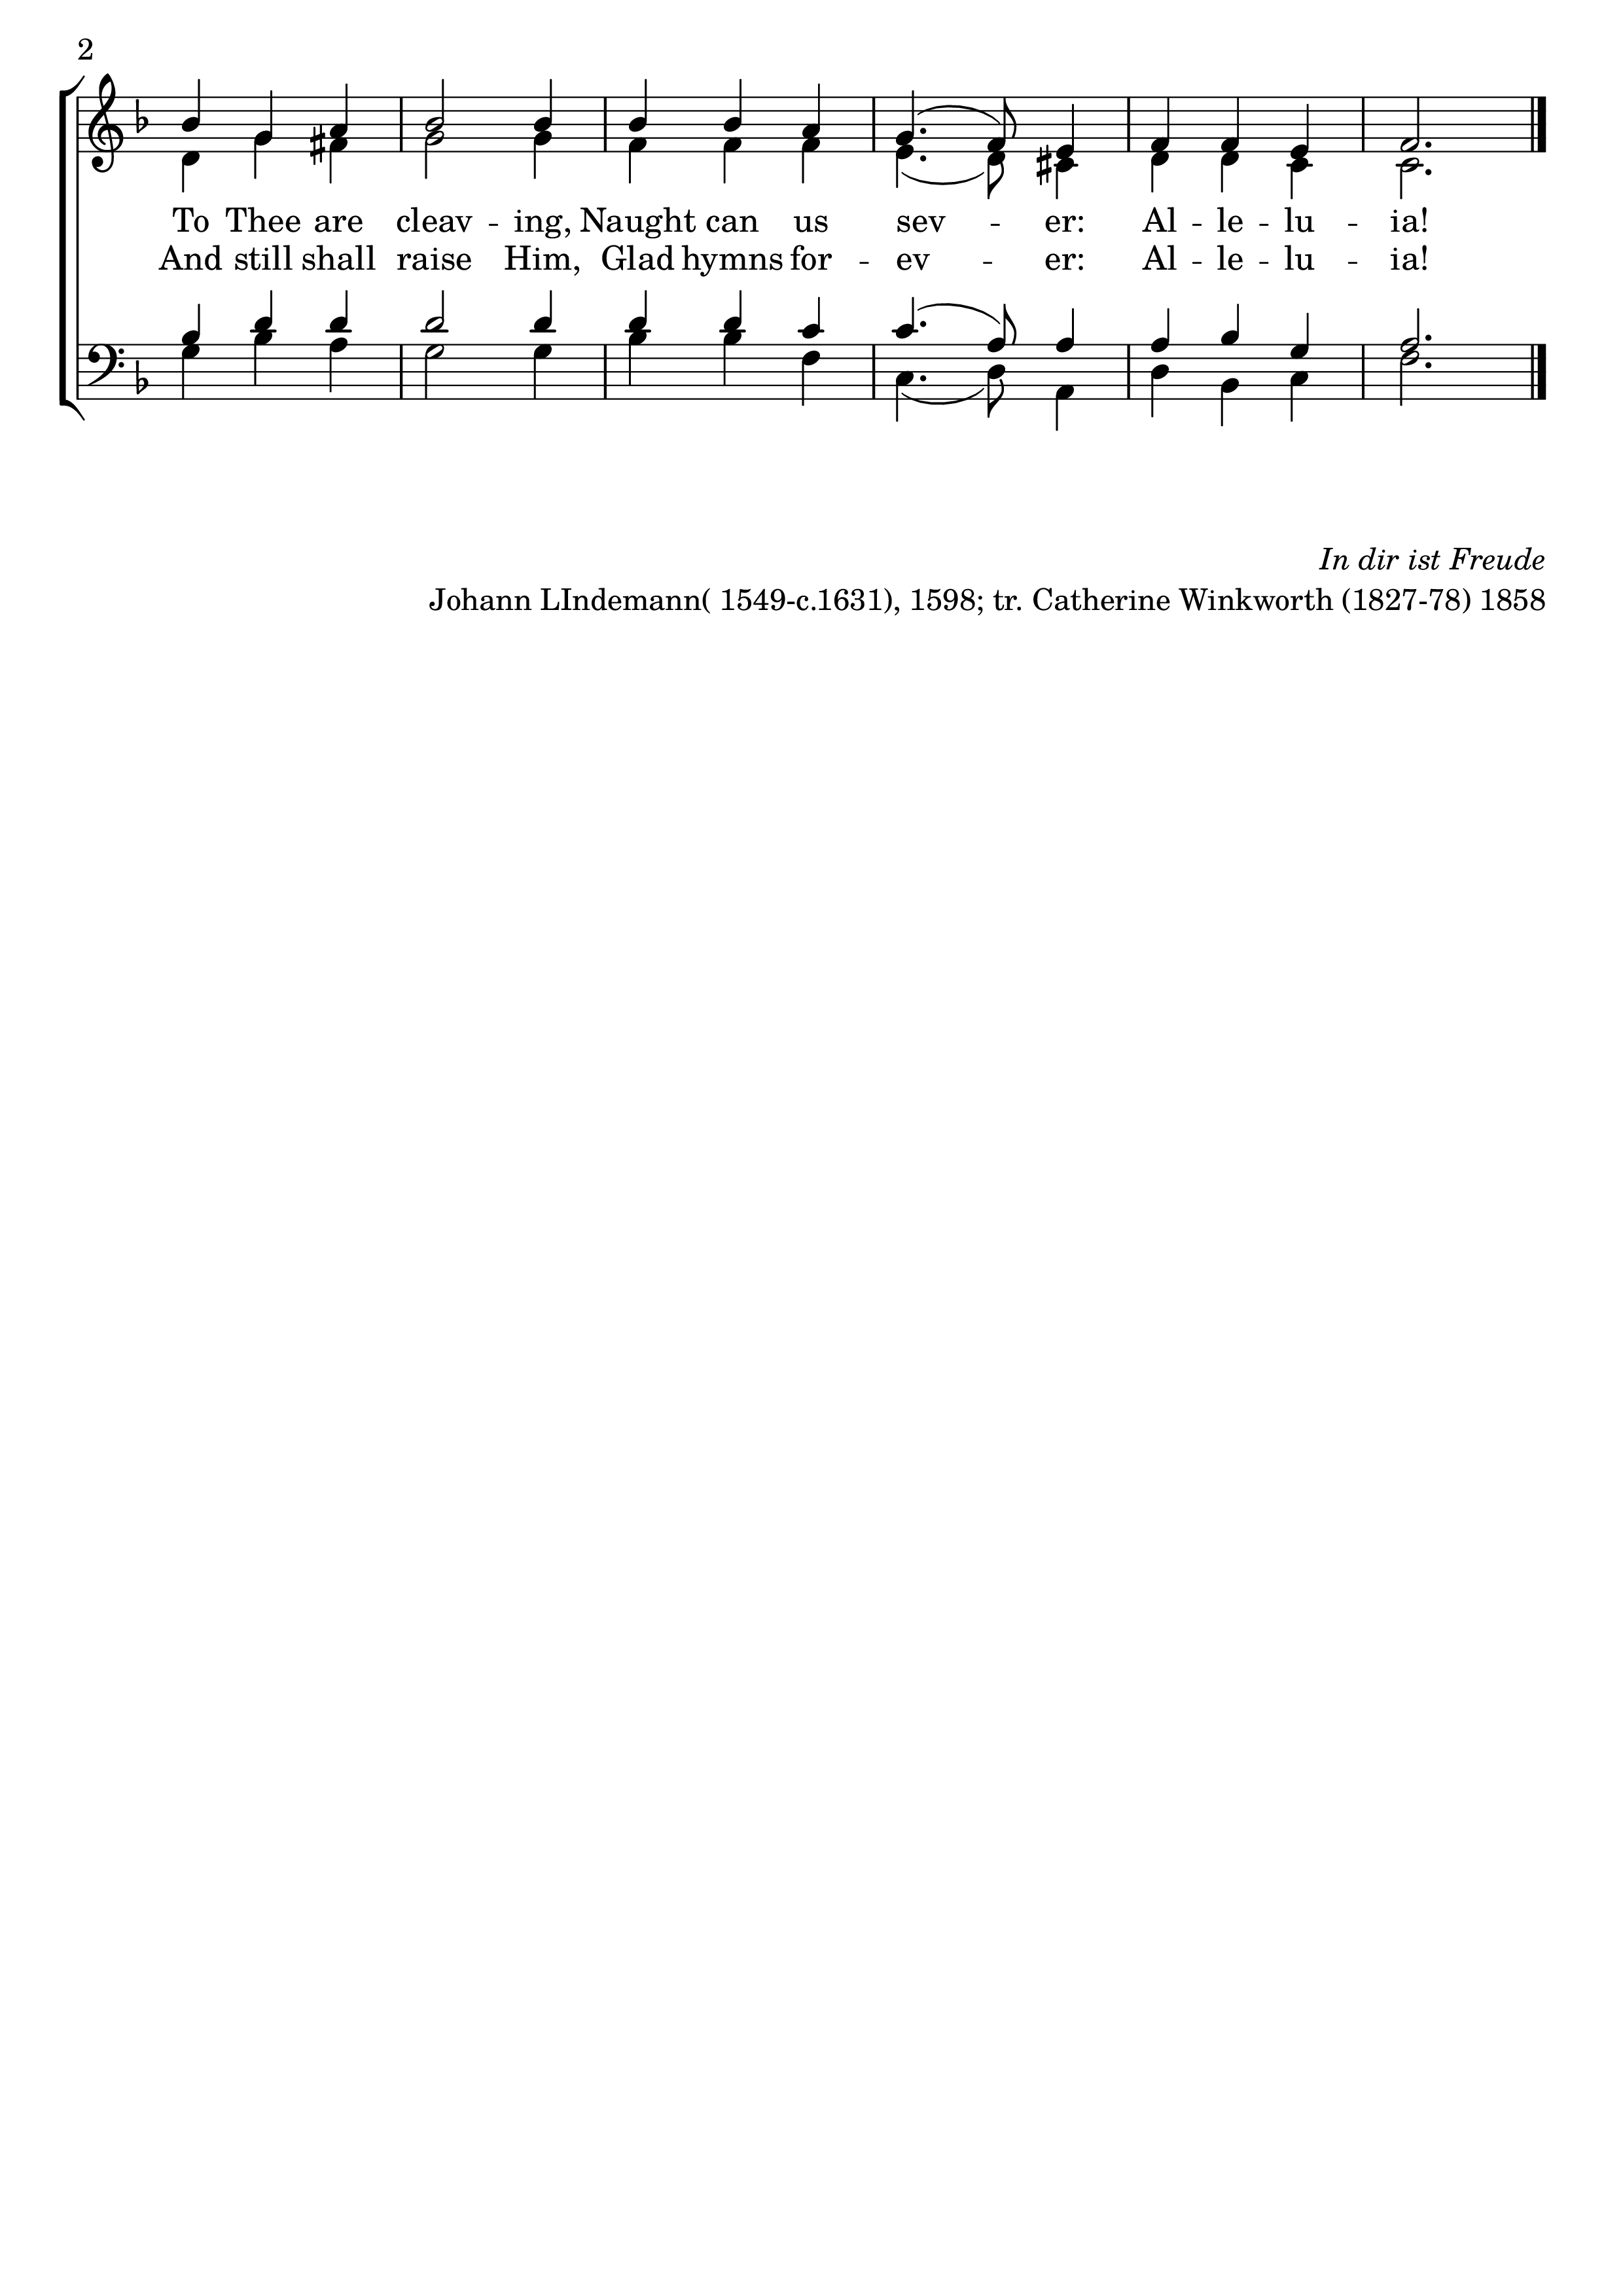 2
To Thee are cleav - ing, Naught can us sev - er: Al - le - lu - ia!
And still shall raise Him, Glad hymns for - ev - er: Al - le - lu - ia!
In dir ist Freude
Johann LIndemann( 1549-c.1631), 1598; tr. Catherine Winkworth (1827-78) 1858